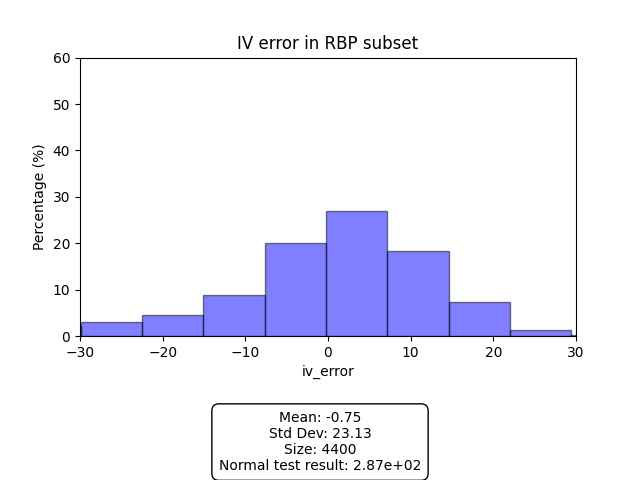 IV error in RBP subset
60
50
40
30
20
10
0
Percentage (%)
−30
−20
−10
0
10
20
30
iv_error
Mean: -0.75
Std Dev: 23.13
Size: 4400
Normal test result: 2.87e+02